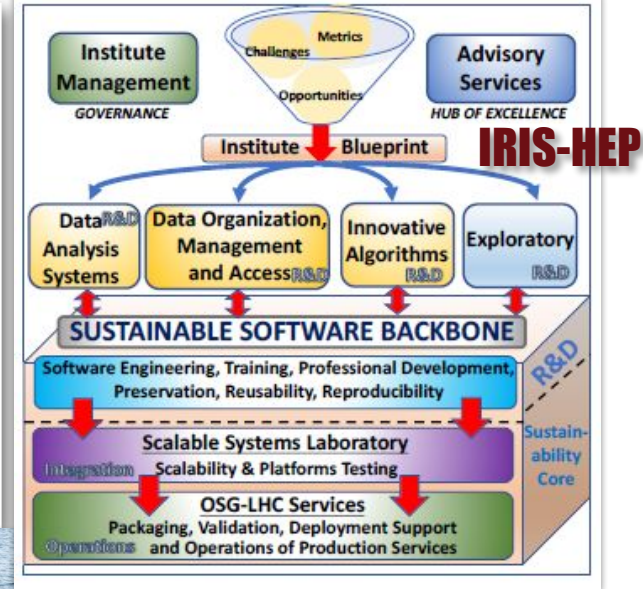 Institute
Management
GOVERNANCE
Metrics
Challenges
Opportunities
Advisory
Services
HUB OF EXCELLENCE
IRIS-HEP
Institute Blueprint
Data R&D
Analysis
Systems
Data Organization,
Management
and Access R&D
Innovative
Algorithms
R&D
Exploratory
R&D
SUSTAINABLE SOFTWARE BACKBONE
Software Engineering, Training, Professional Development,
Preservation, Reusability, Reproducibility
R&D
Scalable Systems Laboratory
Integration Scalability & Platforms Testing
Sustain-
ability
Core
OSG-LHC Services
Packaging, Validation, Deployment Support
Operations and Operations of Production Services